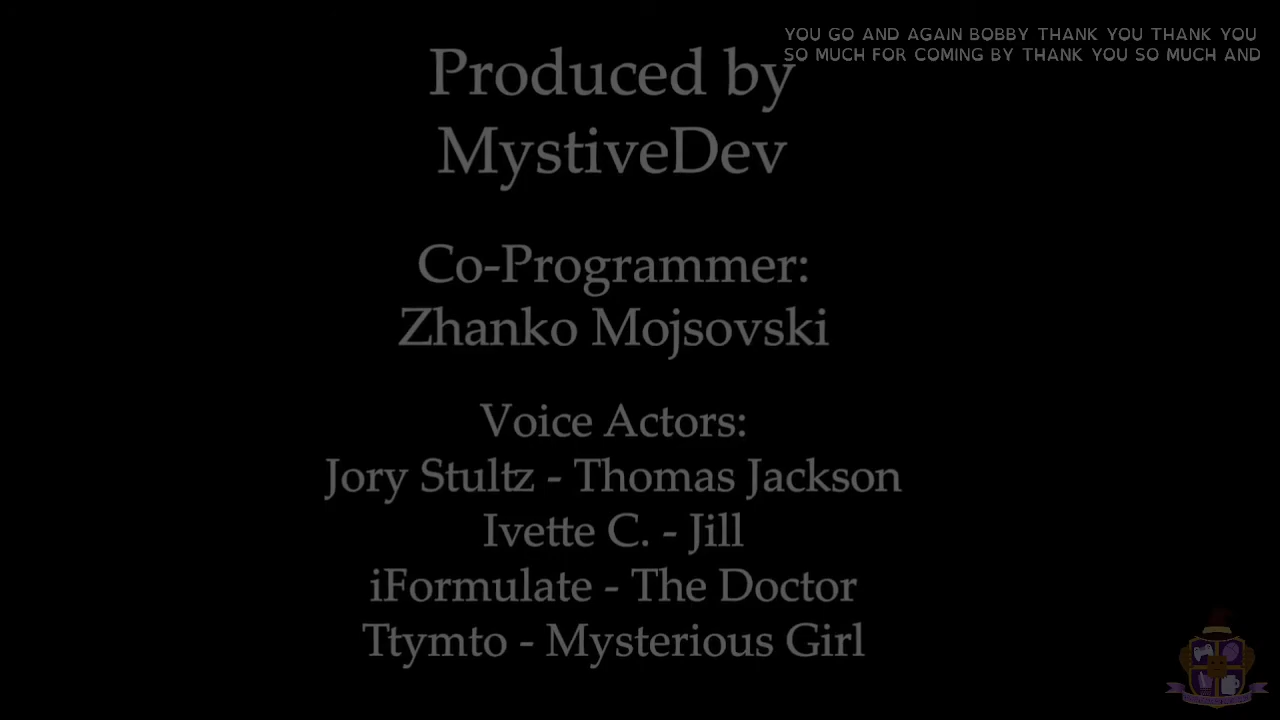 YOU GO AND AGAIN BOBBY THANK YOU THANK YOU
SO MUCH FOR COMING BY THANK YOU SO MUCH AND
Produced by
MystiveDev
Co-Programmer:
Zhanko Mojsovski
Voice Actors:
Jory Stultz - Thomas Jackson
Ivette C. - Jill
iFormulate - The Doctor
Ttymto - Mysterious Girl